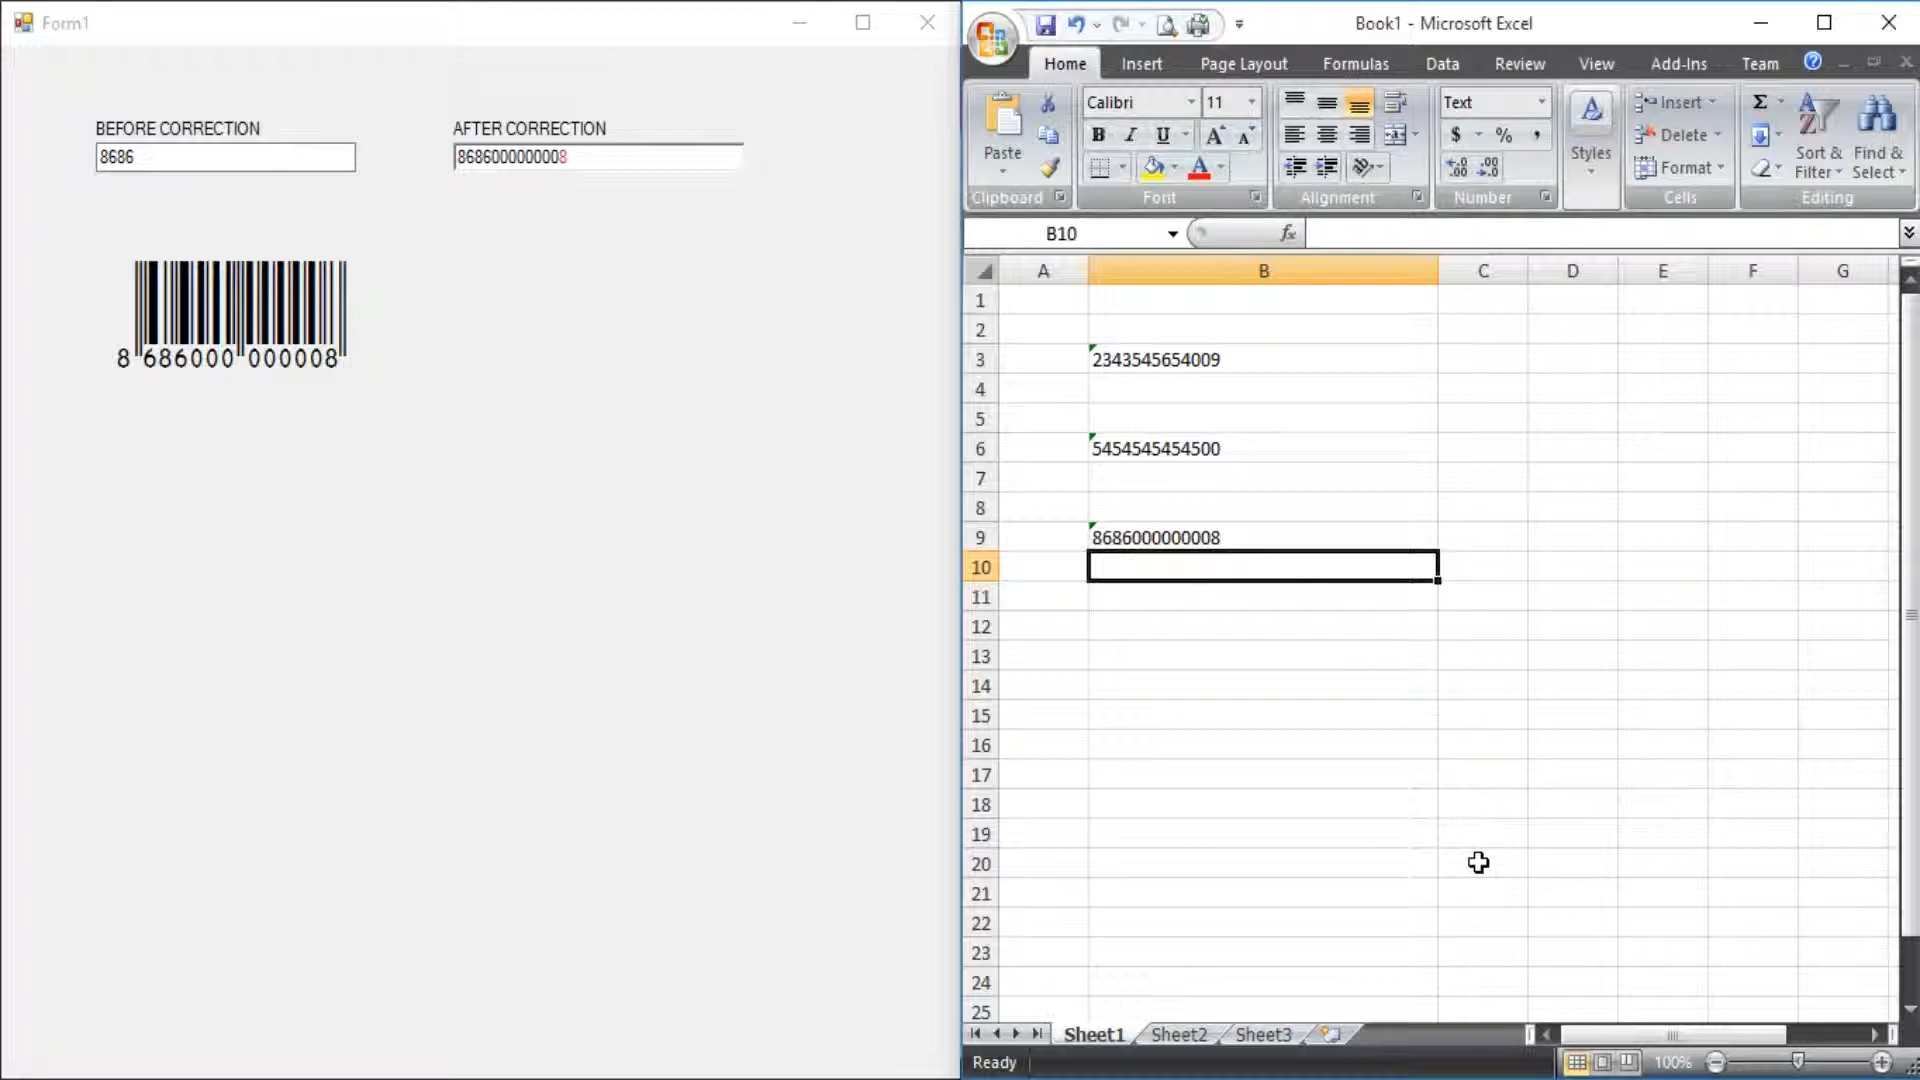 Form1
BEFORE CORRECTION
8686
AFTER CORRECTION
8686000000008
8 686000 000008
Book1 - Microsoft Excel
Home Insert Page Layout Formulas Data Review View Add-Ins Team
Paste
Clipboard
Calibri 11
B I U A A
A
Font
Alignment
Text
$ % ,
.0 .00
.00 .0
Number
A
Styles
Insert
Delete
Format
Cells
Σ
A
Z
Sort &
Filter
Find &
Select
Editing
B10
fx
A B C D E F G
1
2
3 2343545654009
4
5
6 5454545454500
7
8
9 8686000000008
10
11
12
13
14
15
16
17
18
19
20
21
22
23
24
25
Sheet1 Sheet2 Sheet3
Ready
100%